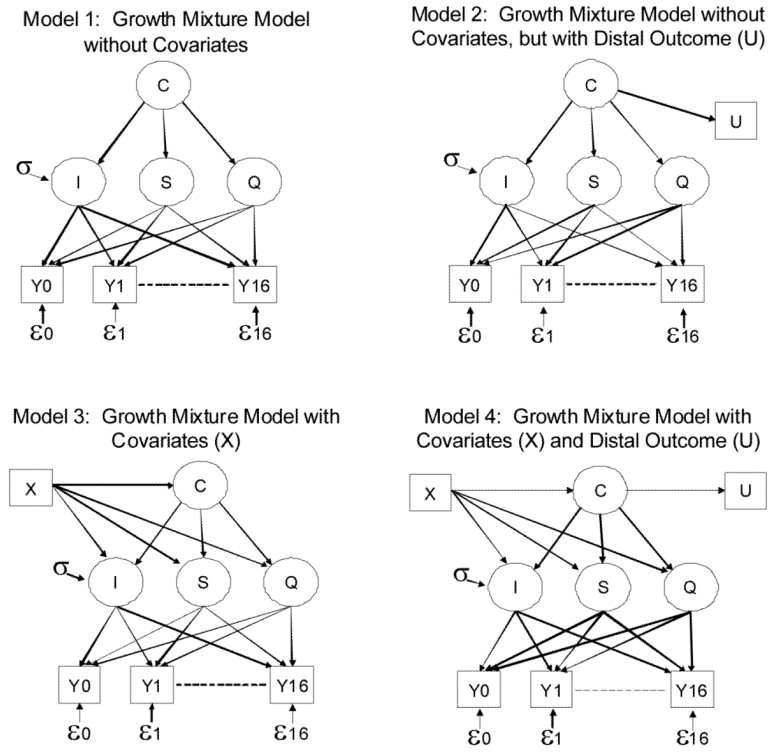 Model 1: Growth Mixture Model
without Covariates
C
σ
I
S
Q
Y0
Y1
Y16
ε0
ε1
ε16
Model 2: Growth Mixture Model without
Covariates, but with Distal Outcome (U)
C
U
σ
I
S
Q
Y0
Y1
Y16
ε0
ε1
ε16
Model 3: Growth Mixture Model with
Covariates (X)
X
C
σ
I
S
Q
Y0
Y1
Y16
ε0
ε1
ε16
Model 4: Growth Mixture Model with
Covariates (X) and Distal Outcome (U)
X
C
U
σ
I
S
Q
Y0
Y1
Y16
ε0
ε1
ε16